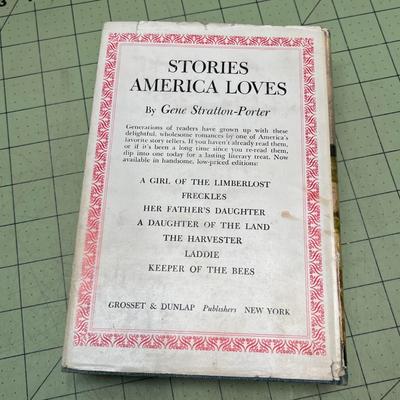 STORIES
AMERICA LOVES
By Gene Stratton-Porter
Generations of readers have grown up with these
delightful, wholesome romances by one of America's
favorite story tellers. If you haven't already read them,
or if it's been a long time since you re-read them,
dip into one today for a lasting literary treat. Now
available in handsome, low-priced editions:
A GIRL OF THE LIMBERLOST
FRECKLES
HER FATHER'S DAUGHTER
A DAUGHTER OF THE LAND
THE HARVESTER
LADDIE
KEEPER OF THE BEES
GROSSET & DUNLAP Publishers NEW YORK